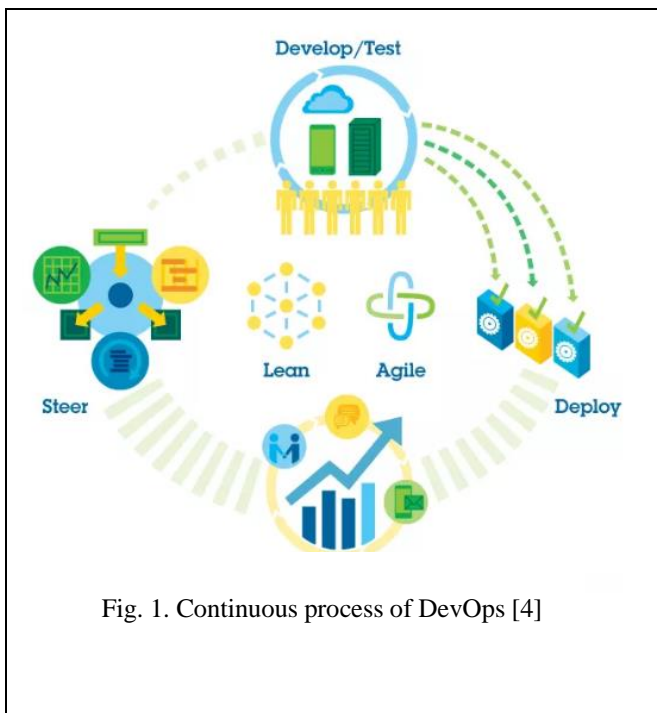 Develop/Test
Lean
Agile
Steer
Deploy
Fig. 1. Continuous process of DevOps [4]